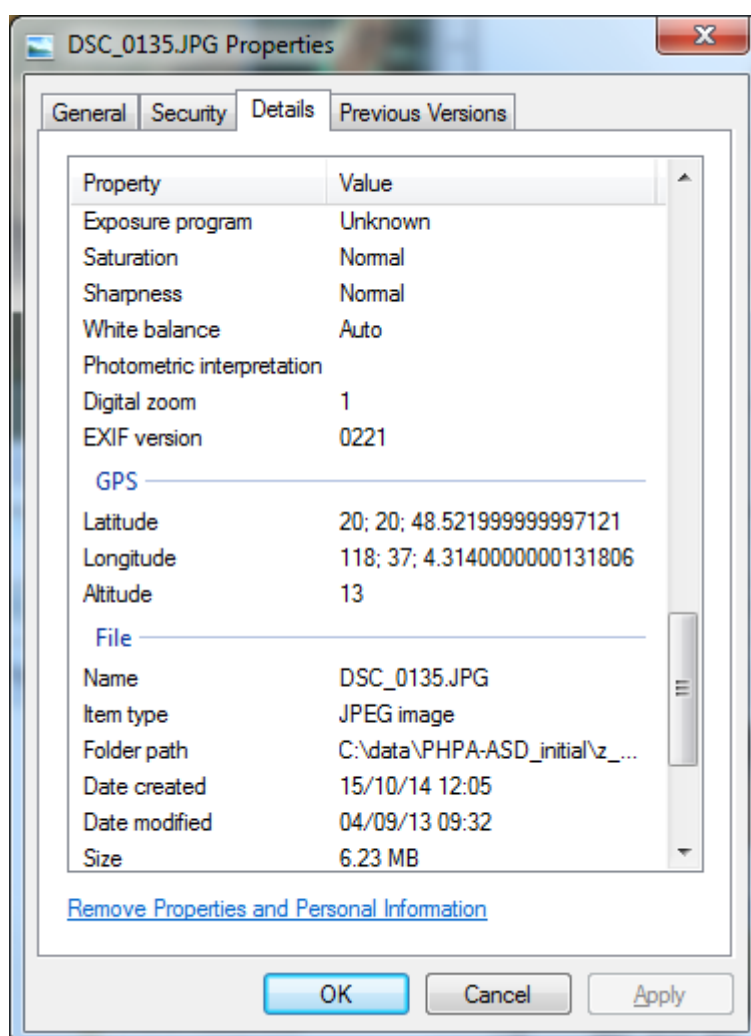 DSC_0135.JPG Properties
General Security Details Previous Versions
Property Value
Exposure program Unknown
Saturation Normal
Sharpness Normal
White balance Auto
Photometric interpretation
Digital zoom 1
EXIF version 0221
GPS
Latitude 20; 20; 48.521999999997121
Longitude 118; 37; 4.3140000000131806
Altitude 13
File
Name DSC_0135.JPG
Item type JPEG image
Folder path C:\data\PHPA-ASD_initial\z_...
Date created 15/10/14 12:05
Date modified 04/09/13 09:32
Size 6.23 MB
Remove Properties and Personal Information
OK Cancel Apply